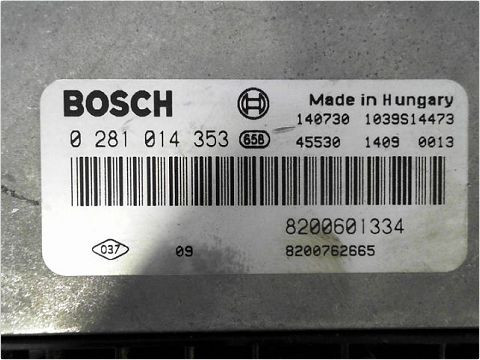 BOSCH
Made in Hungary
140730 1039S14473
0 281 014 353 658 45530 1409 0013
8200601334
037 09 8200762665